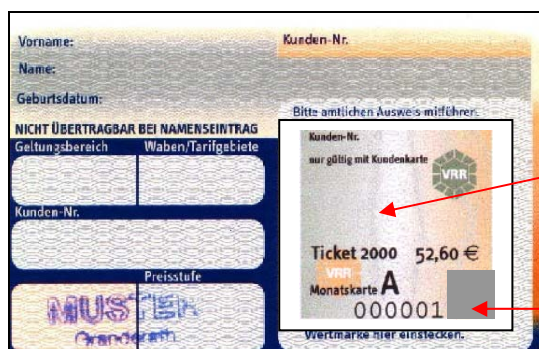 Vorname:
Name:
Geburtsdatum:
NICHT ÜBERTRAGBAR BEI NAMENSEINTRAG
Geltungsbereich Waben/Tarifgebiete
Kunden-Nr.
Preisstufe
MUSTER
Kunden-Nr.
Bitte amtlichen Ausweis mitführen.
Kunden-Nr.
nur gültig mit Kundenkarte
VRR
Ticket 2000 52,60 €
VRR
Monatskarte A
000001
Wertmarke hier einstecken.